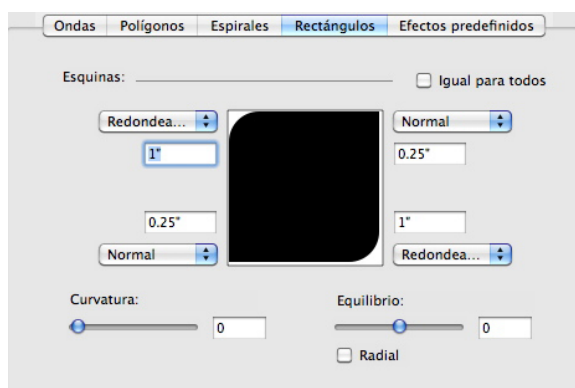 Ondas Polígonos Espirales Rectángulos Efectos predefinidos
Esquinas: Igual para todos
Redondea... Normal
1" 0.25"
0.25" 1"
Normal Redondea...
Curvatura: Equilibrio:
0 0
Radial